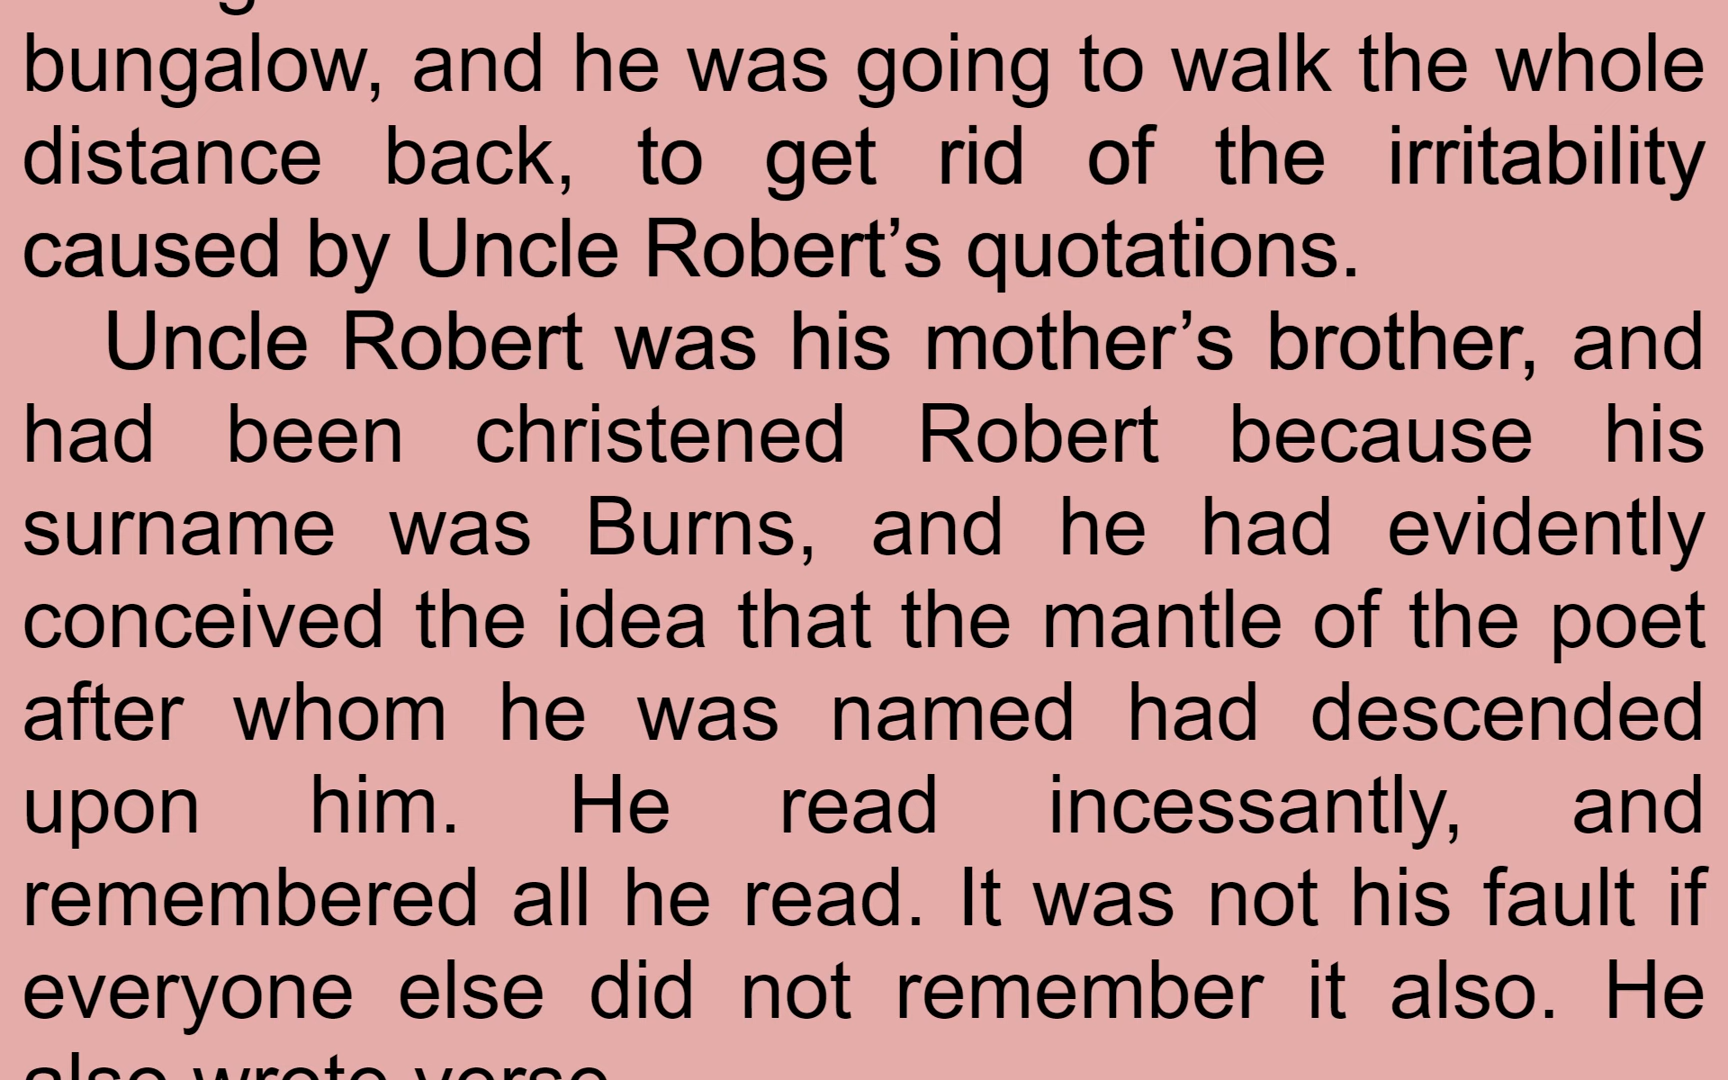 bungalow, and he was going to walk the whole
distance back, to get rid of the irritability
caused by Uncle Robert’s quotations.
Uncle Robert was his mother’s brother, and
had been christened Robert because his
surname was Burns, and he had evidently
conceived the idea that the mantle of the poet
after whom he was named had descended
upon him. He read incessantly, and
remembered all he read. It was not his fault if
everyone else did not remember it also. He
also wrote verse